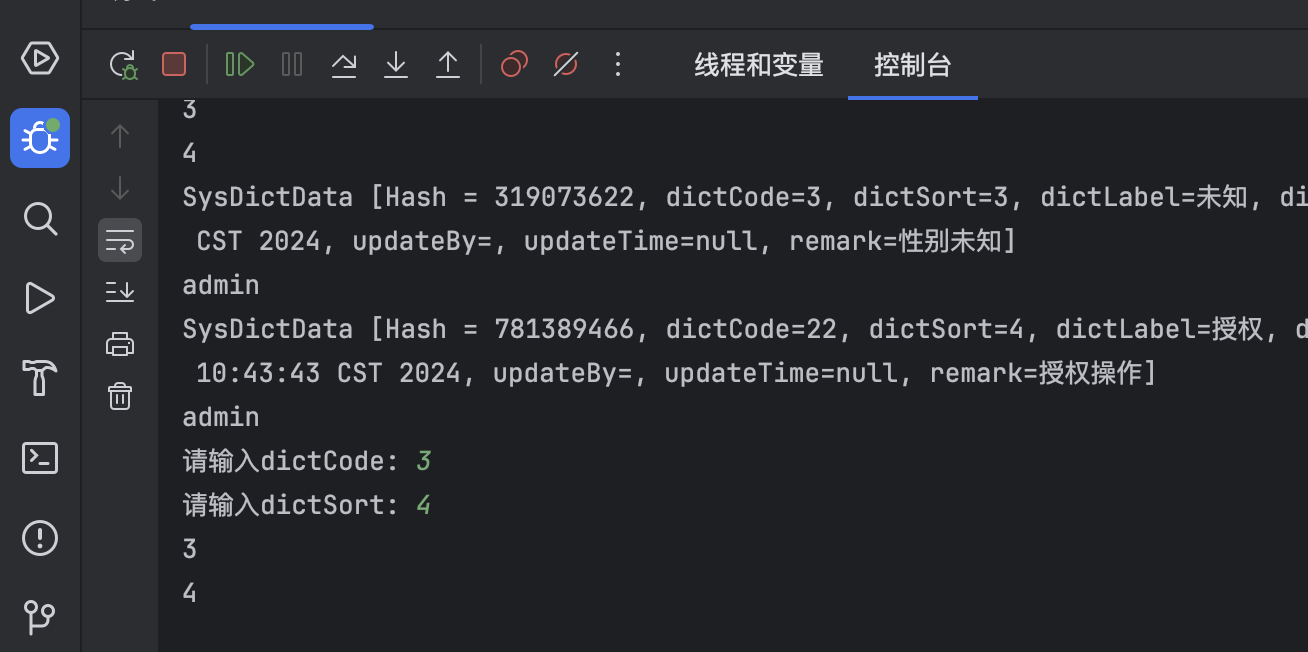 线程和变量
控制台
3
4
SysDictData [Hash = 319073622, dictCode=3, dictSort=3, dictLabel=未知, di
CST 2024, updateBy=, updateTime=null, remark=性别未知]
admin
SysDictData [Hash = 781389466, dictCode=22, dictSort=4, dictLabel=授权, d
10:43:43 CST 2024, updateBy=, updateTime=null, remark=授权操作]
admin
请输入dictCode: 3
请输入dictSort: 4
3
4